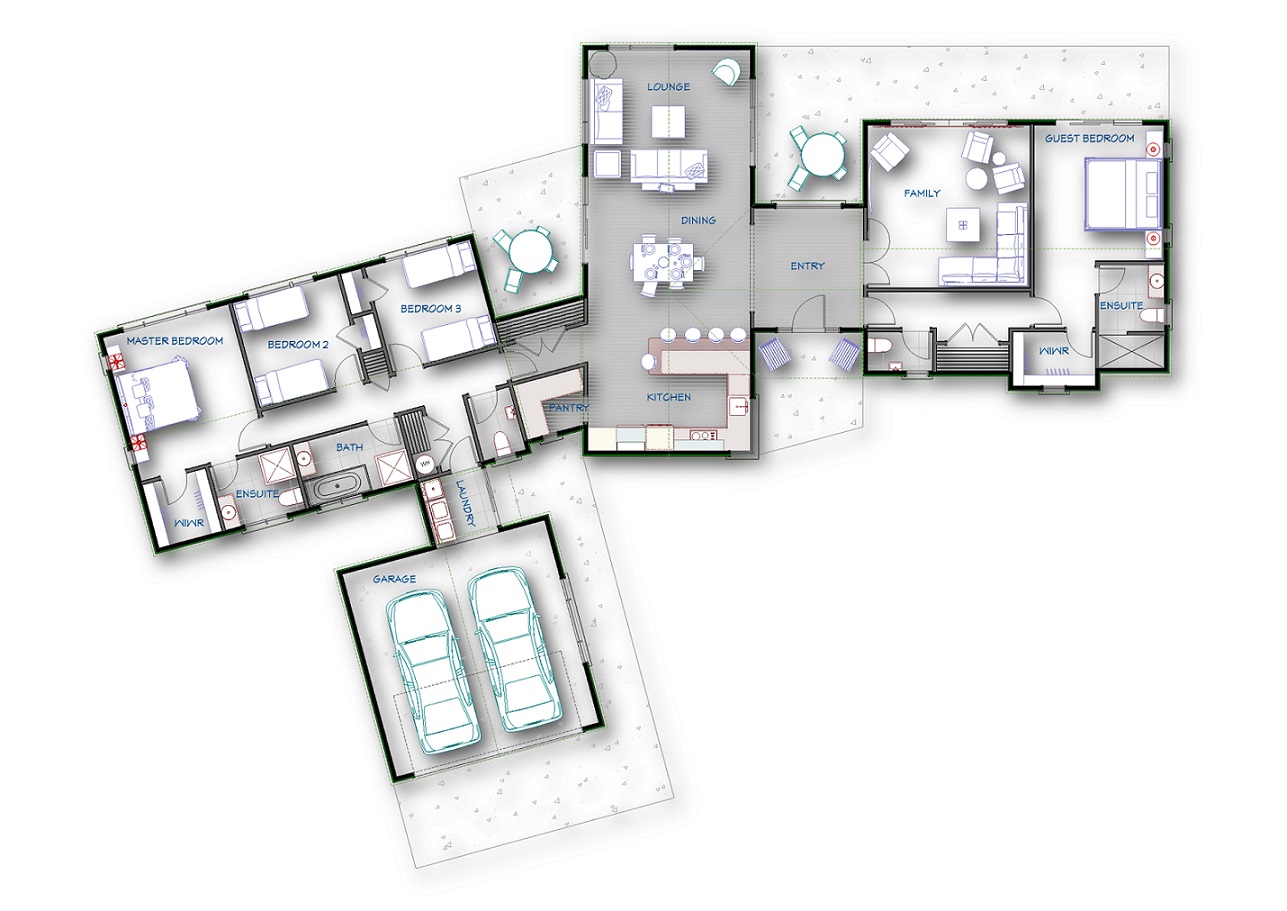 LOUNGE
GUEST BEDROOM
FAMILY
DINING
ENTRY
ENSUITE
BEDROOM 3
MASTER BEDROOM
BEDROOM 2
WIWR
KITCHEN
PANTRY
BATH
WH
ENSUITE
LAUNDRY
WIWR
GARAGE